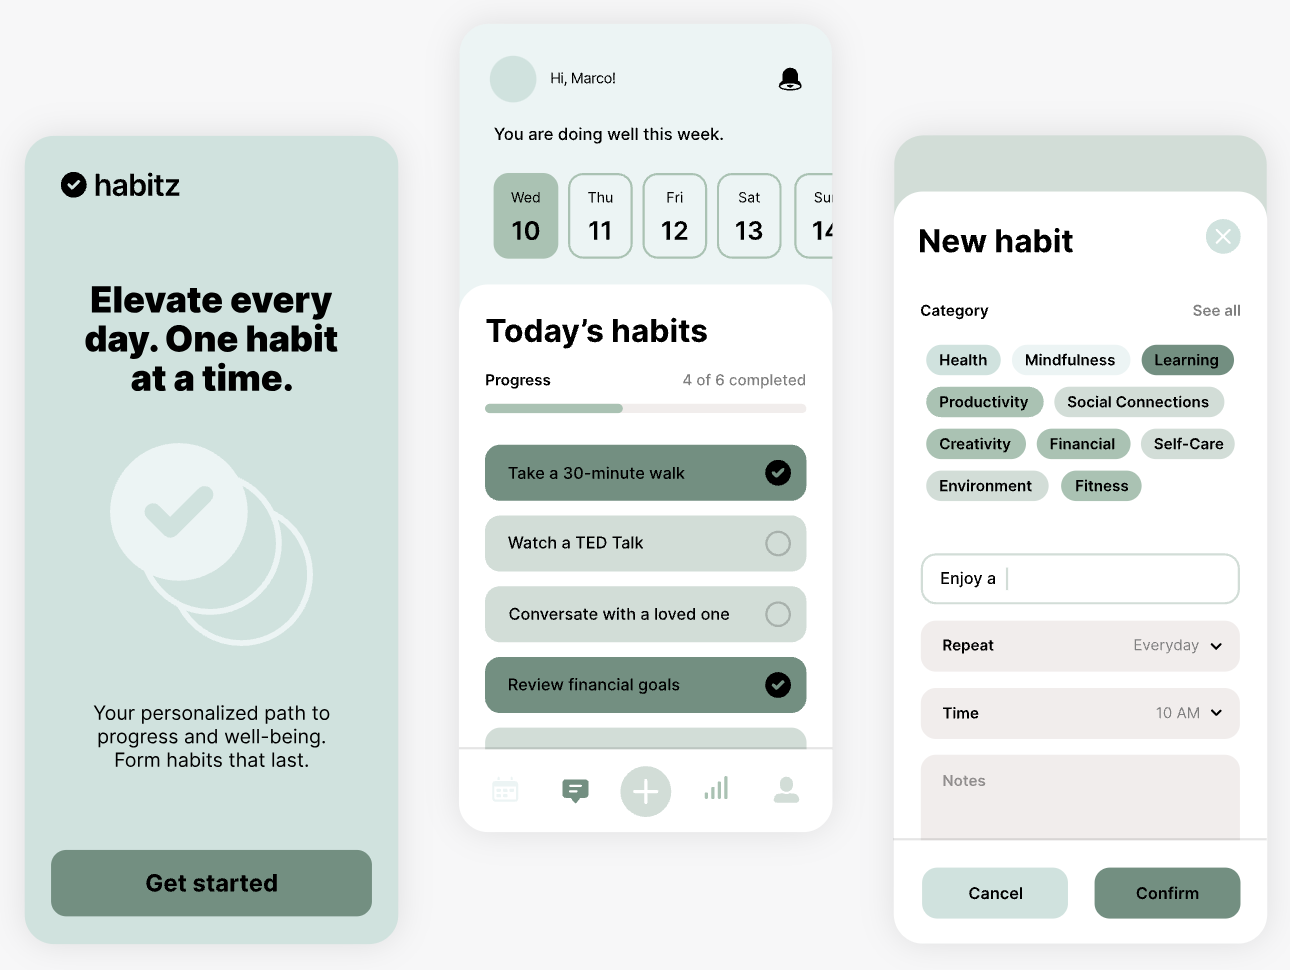 habitz
Elevate every
day. One habit
at a time.
Your personalized path to
progress and well-being.
Form habits that last.
Get started
Hi, Marco!
You are doing well this week.
Wed Thu Fri Sat Su
10 11 12 13 14
Today’s habits
Progress 4 of 6 completed
Take a 30-minute walk
Watch a TED Talk
Conversate with a loved one
Review financial goals
New habit
Category See all
Health Mindfulness Learning
Productivity Social Connections
Creativity Financial Self-Care
Environment Fitness
Enjoy a
Repeat Everyday
Time 10 AM
Notes
Cancel Confirm